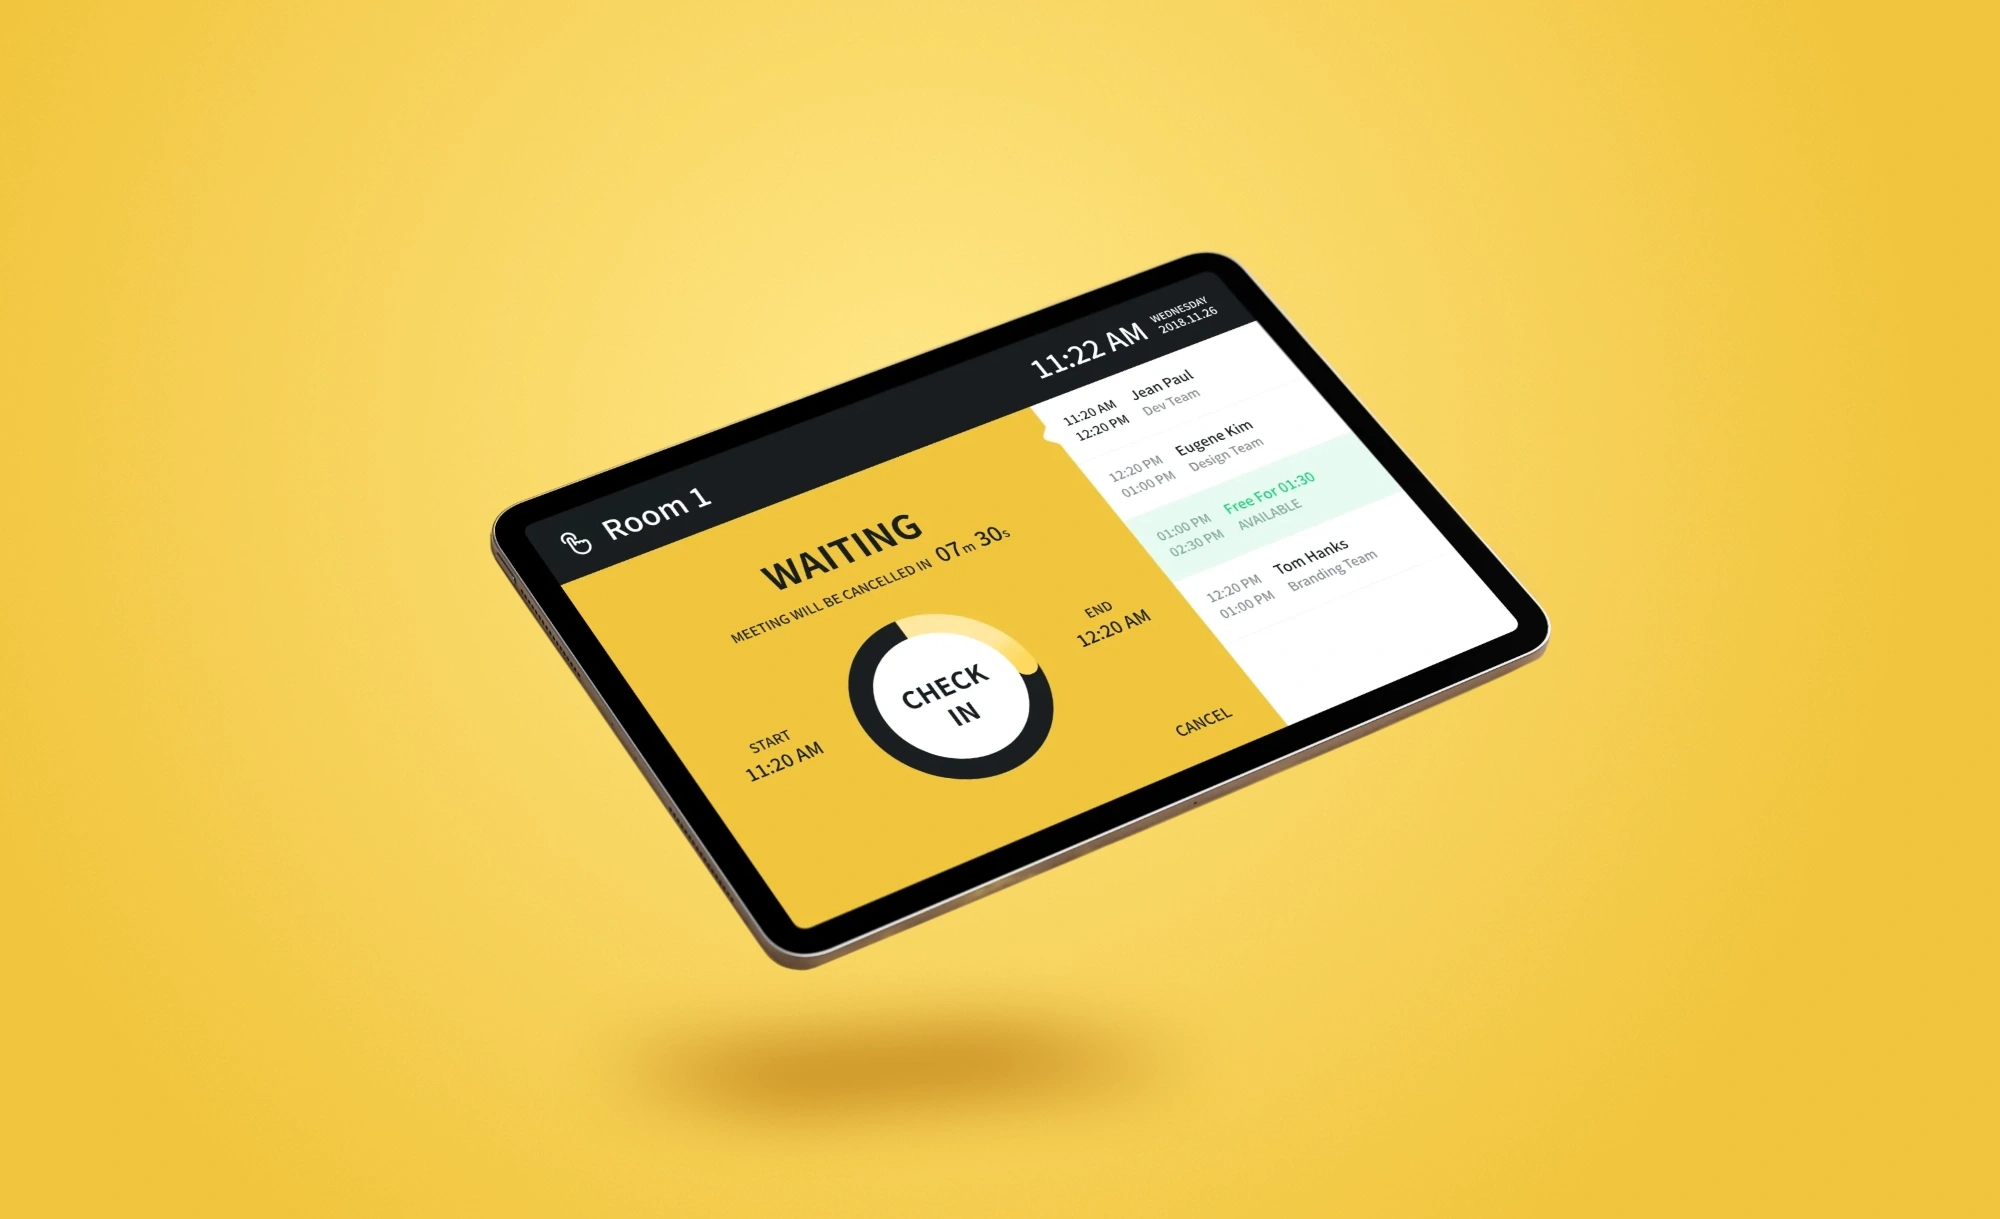 Room 1
11:22 AM
WEDNESDAY
2018.11.26
WAITING
MEETING WILL BE CANCELLED IN 07m 30s
CHECK
IN
START
11:20 AM
END
12:20 AM
CANCEL
11:20 AM Jean Paul
12:20 PM Dev Team
12:20 PM Eugene Kim
01:00 PM Design Team
01:00 PM Free For 01:30
02:30 PM AVAILABLE
12:20 PM Tom Hanks
01:00 PM Branding Team